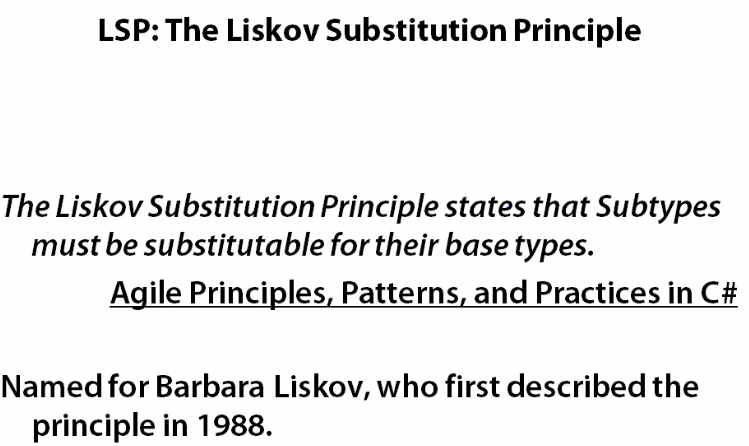 LSP: The Liskov Substitution Principle
The Liskov Substitution Principle states that Subtypes
must be substitutable for their base types.
Agile Principles, Patterns, and Practices in C#
Named for Barbara Liskov, who first described the
principle in 1988.